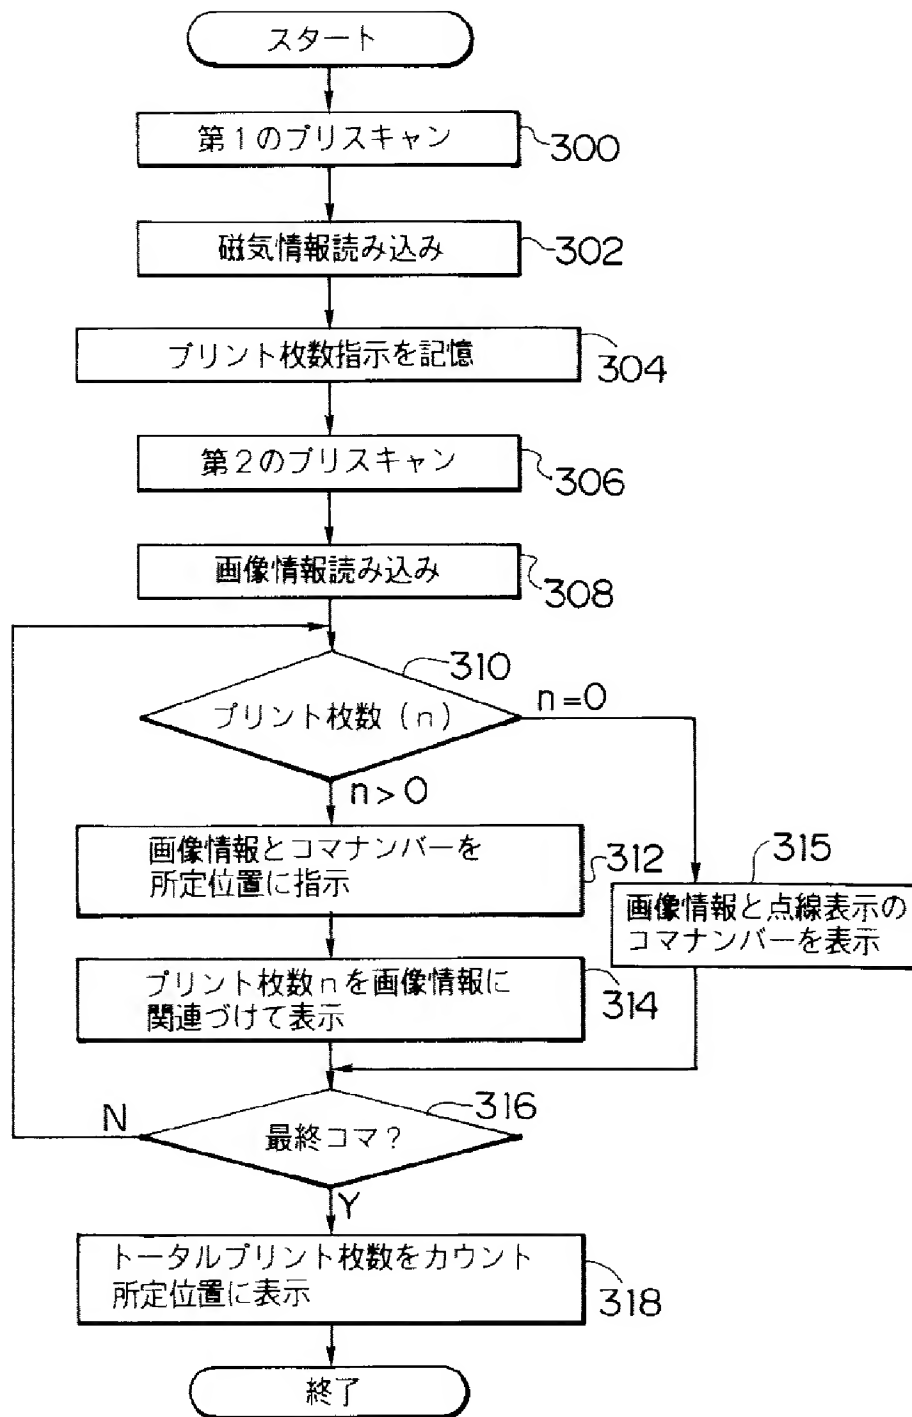 スタート
第1のプリスキャン
300
磁気情報読み込み
302
プリント枚数指示を記憶
304
第2のプリスキャン
306
画像情報読み込み
308
310
プリント枚数(n)
n=0
n>0
画像情報とコマナンバーを
所定位置に指示
312
315
画像情報と点線表示の
コマナンバーを表示
プリント枚数nを画像情報に
関連づけて表示
314
N
316
最終コマ?
Y
トータルプリント枚数をカウント
所定位置に表示
318
終了